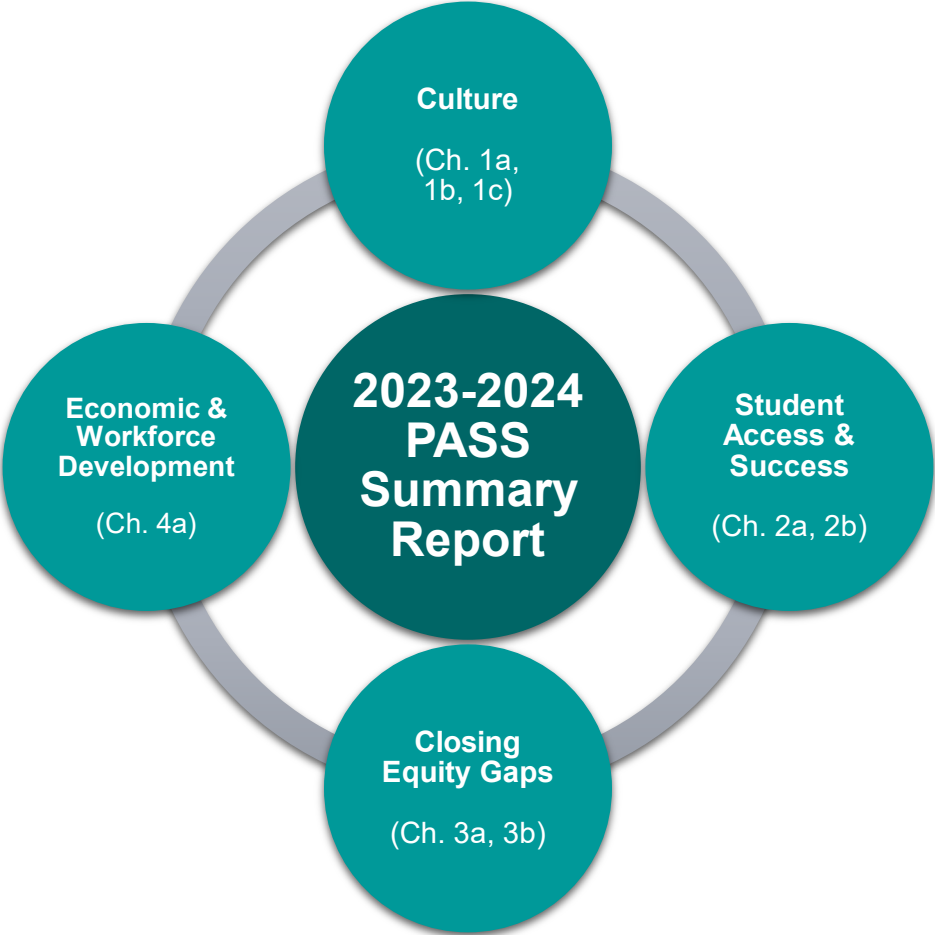 Culture
(Ch. 1a,
1b, 1c)
Economic &
Workforce
Development
(Ch. 4a)
2023-2024
PASS
Summary
Report
Student
Access &
Success
(Ch. 2a, 2b)
Closing
Equity Gaps
(Ch. 3a, 3b)